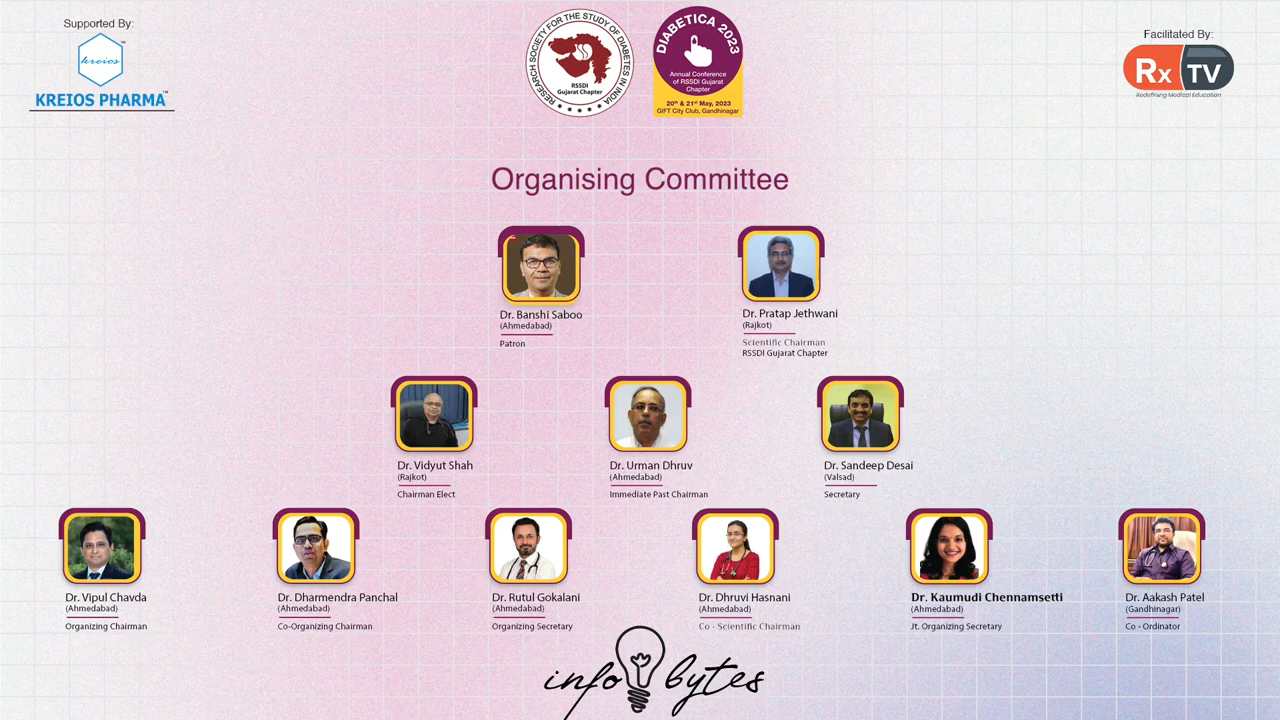 Supported By:
kreios
KREIOS PHARMA™
RESEARCH SOCIETY FOR THE STUDY OF DIABETES IN INDIA
RSSDI
Gujarat Chapter
DIABETICA 2023
Annual Conference
of RSSDI Gujarat
Chapter
20th & 21st May, 2023
GIFT City Club, Gandhinagar
Facilitated By:
Rx TV
Redefining Medical Education
Organising Committee
Dr. Banshi Saboo
(Ahmedabad)
Patron
Dr. Pratap Jethwani
(Rajkot)
Scientific Chairman
RSSDI Gujarat Chapter
Dr. Vidyut Shah
(Rajkot)
Chairman Elect
Dr. Urman Dhruv
(Ahmedabad)
Immediate Past Chairman
Dr. Sandeep Desai
(Valsad)
Secretary
Dr. Vipul Chavda
(Ahmedabad)
Organizing Chairman
Dr. Dharmendra Panchal
(Ahmedabad)
Co-Organizing Chairman
Dr. Rutul Gokalani
(Ahmedabad)
Organizing Secretary
Dr. Dhruvi Hasnani
(Ahmedabad)
Co - Scientific Chairman
Dr. Kaumudi Chennamsetti
(Ahmedabad)
Jt. Organizing Secretary
Dr. Aakash Patel
(Gandhinagar)
Co - Ordinator
info bytes